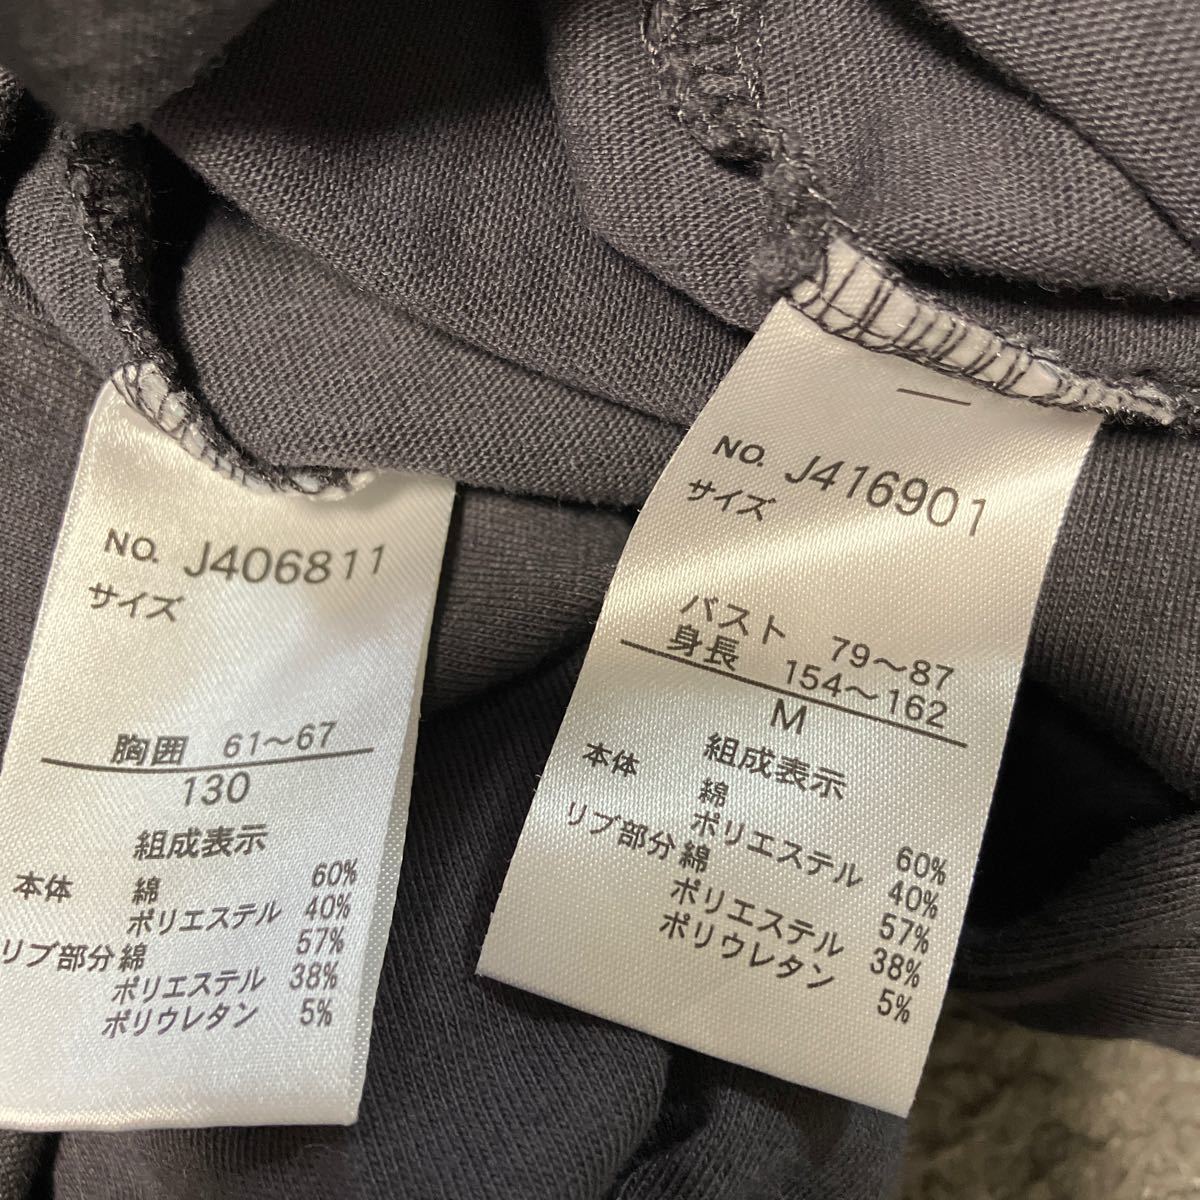 NO. J406811
サイズ
胸囲 61～67
130
組成表示
本体 綿 60%
ポリエステル 40%
リブ部分 綿 57%
ポリエステル 38%
ポリウレタン 5%
NO. J416901
サイズ
バスト 79～87
身長 154～162
M
組成表示
本体 綿 60%
ポリエステル 40%
リブ部分 綿 57%
ポリエステル 38%
ポリウレタン 5%